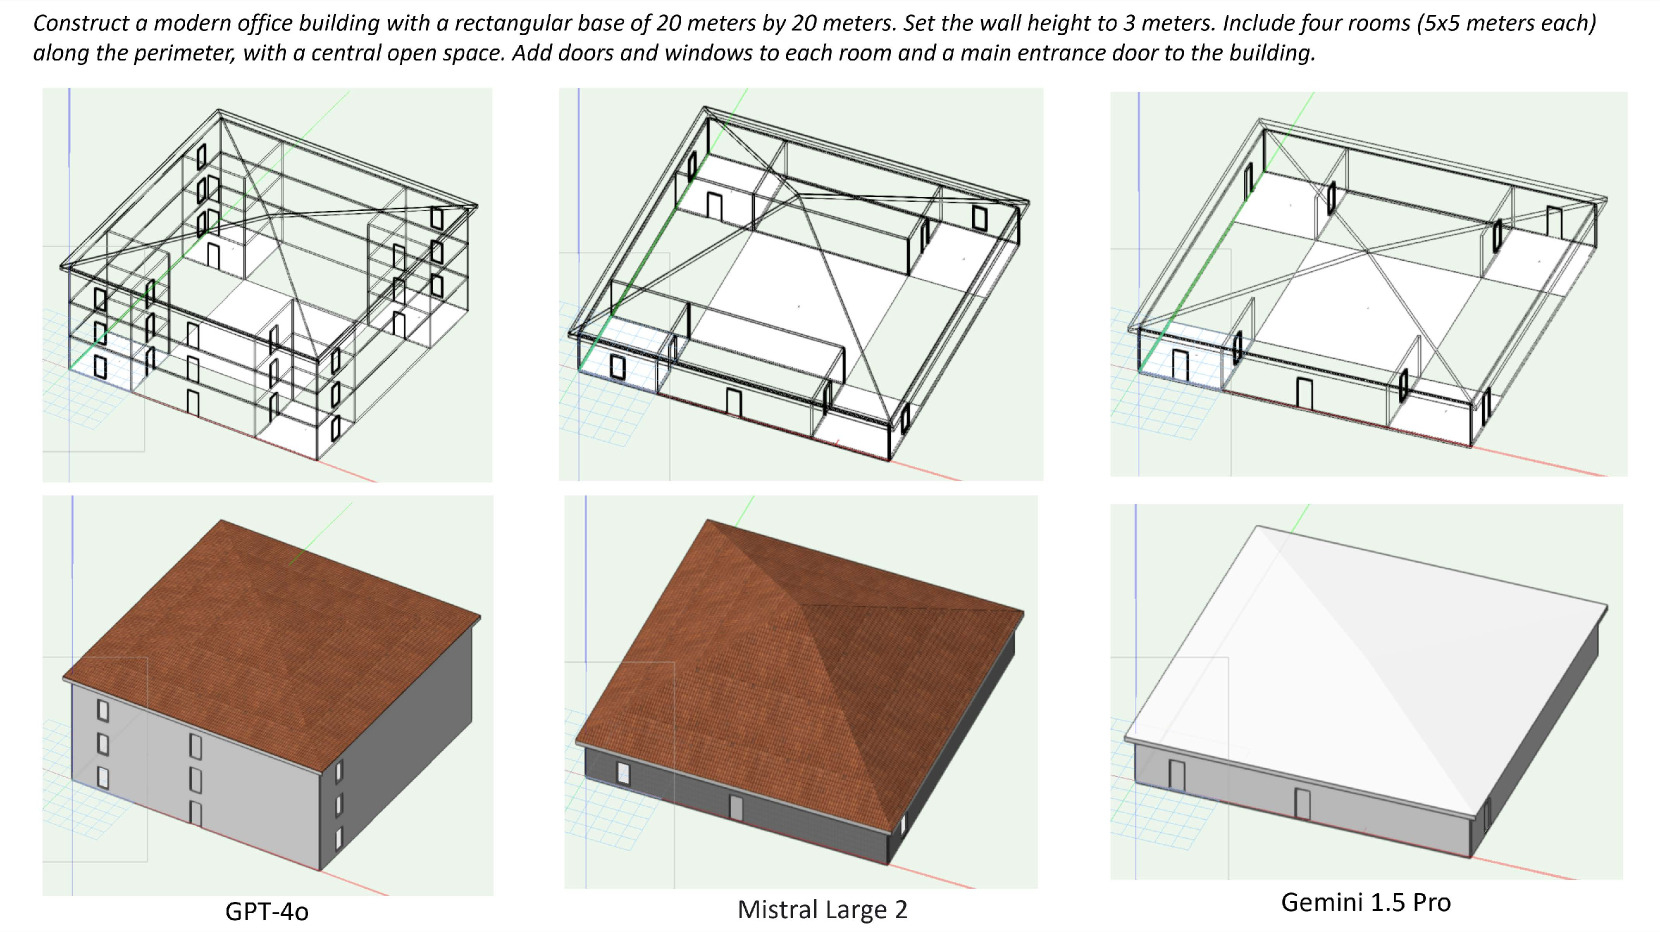 Construct a modern office building with a rectangular base of 20 meters by 20 meters. Set the wall height to 3 meters. Include four rooms (5x5 meters each)
along the perimeter, with a central open space. Add doors and windows to each room and a main entrance door to the building.
GPT-4o
Mistral Large 2
Gemini 1.5 Pro